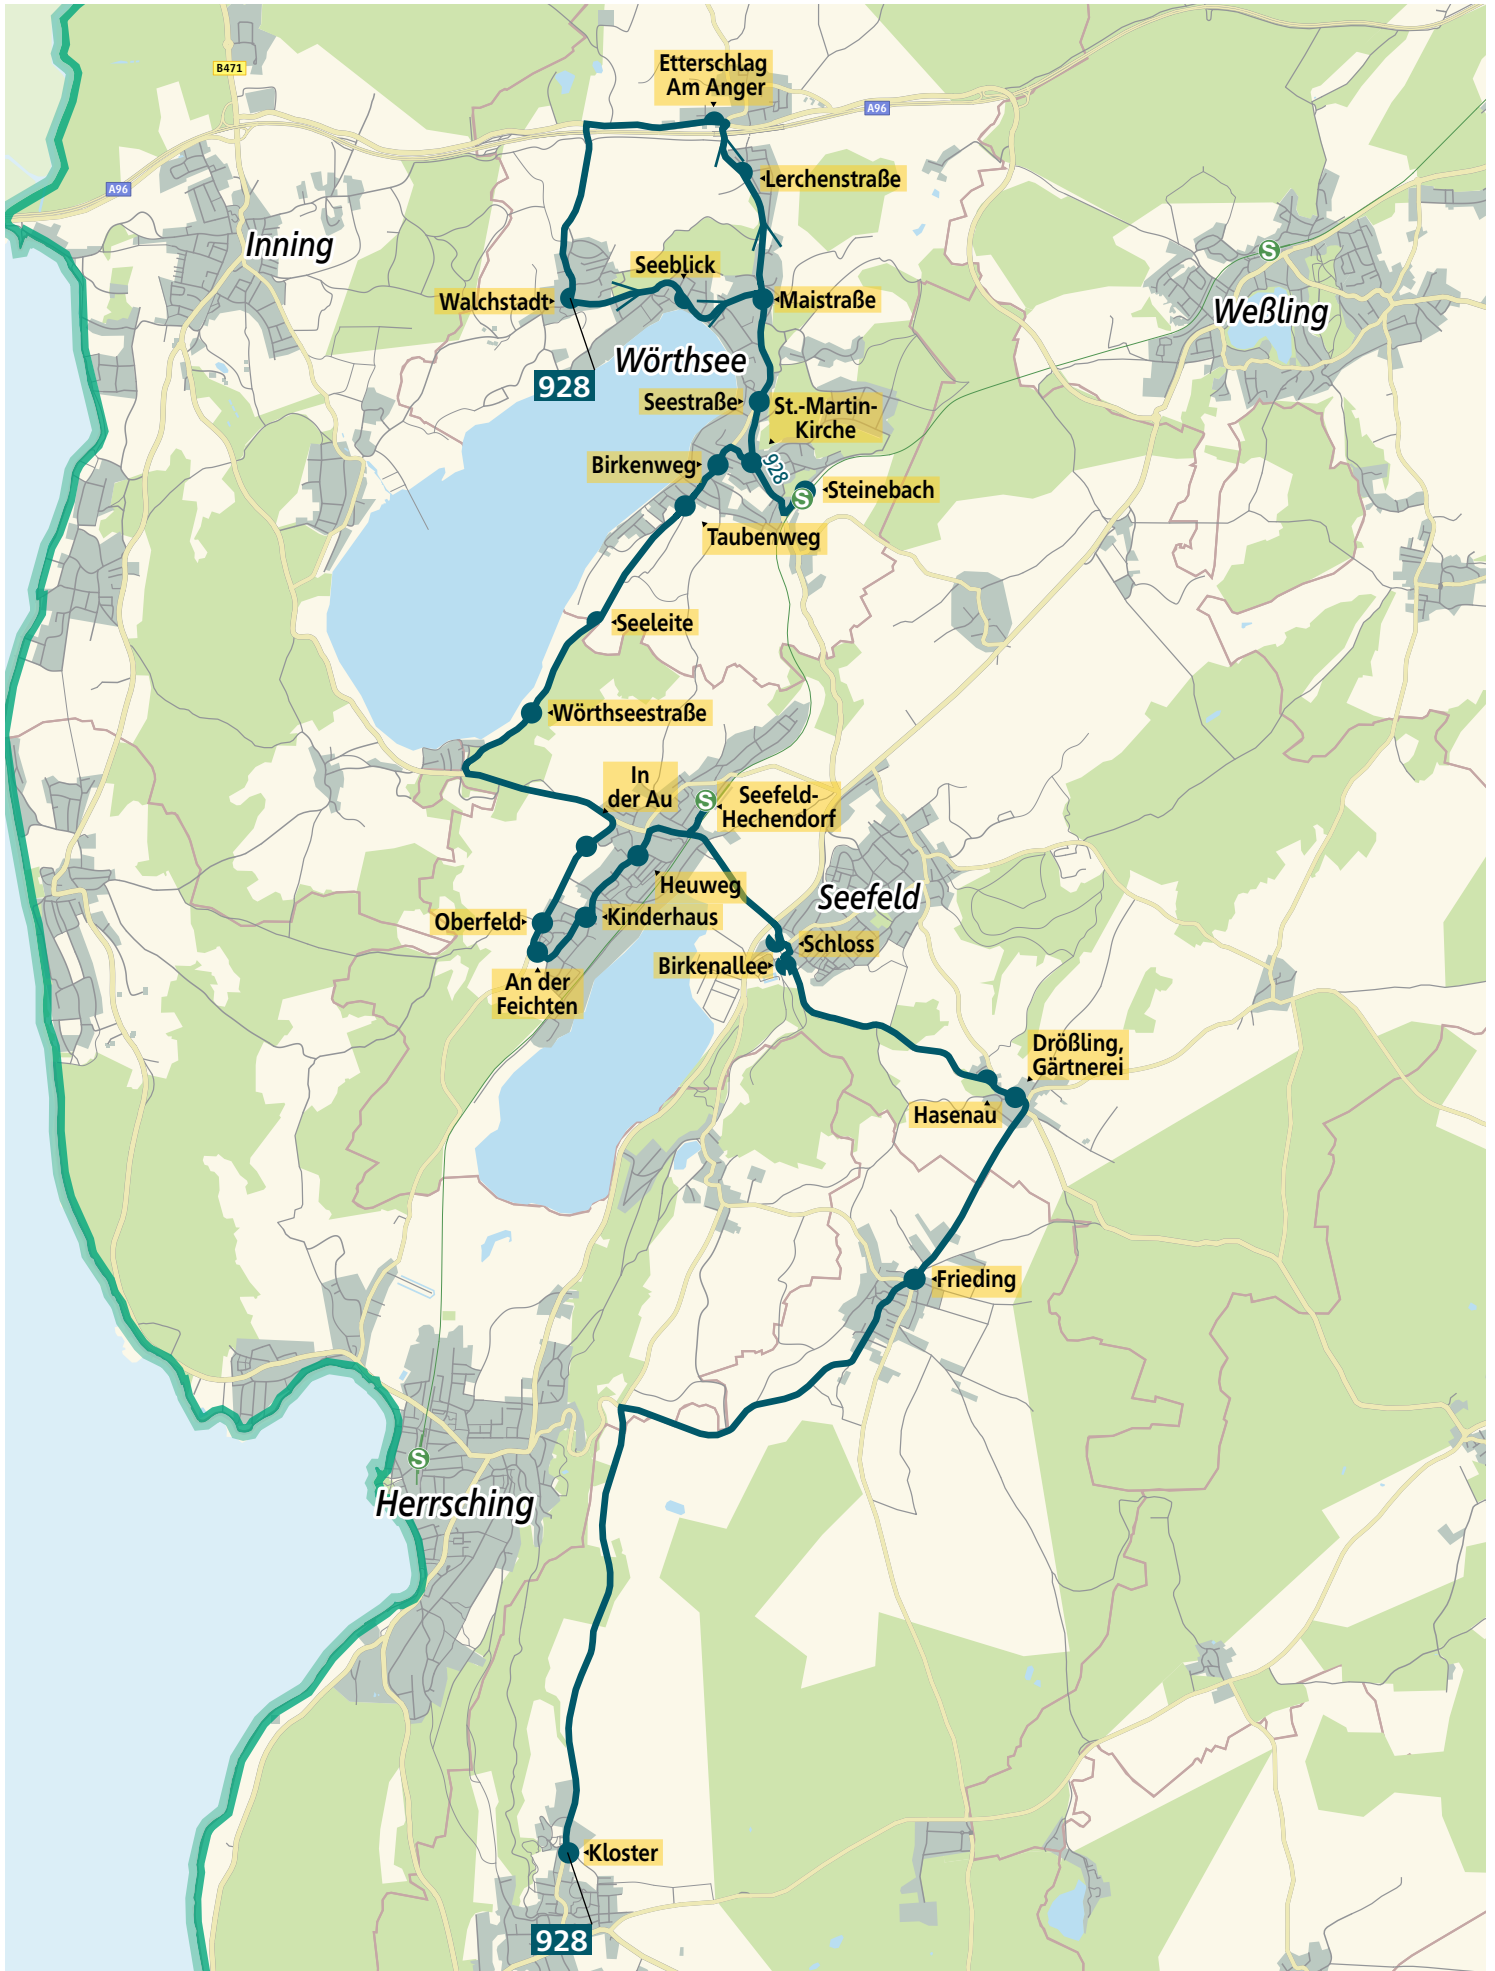 Etterschlag
Am Anger
B471
A96
A96
Lerchenstraße
Inning
Seeblick
Walchstadt
Maistraße
Weßling
S
Wörthsee
928
Seestraße
St.-Martin-
Kirche
Birkenweg
928
Steinebach
S
Taubenweg
Seeleite
Wörthseestraße
In
der Au
S
Seefeld-
Hechendorf
Heuweg
Seefeld
Oberfeld
Kinderhaus
Schloss
Birkenallee
An der
Feichten
Drößling,
Gärtnerei
Hasenau
Frieding
S
Herrsching
Kloster
928